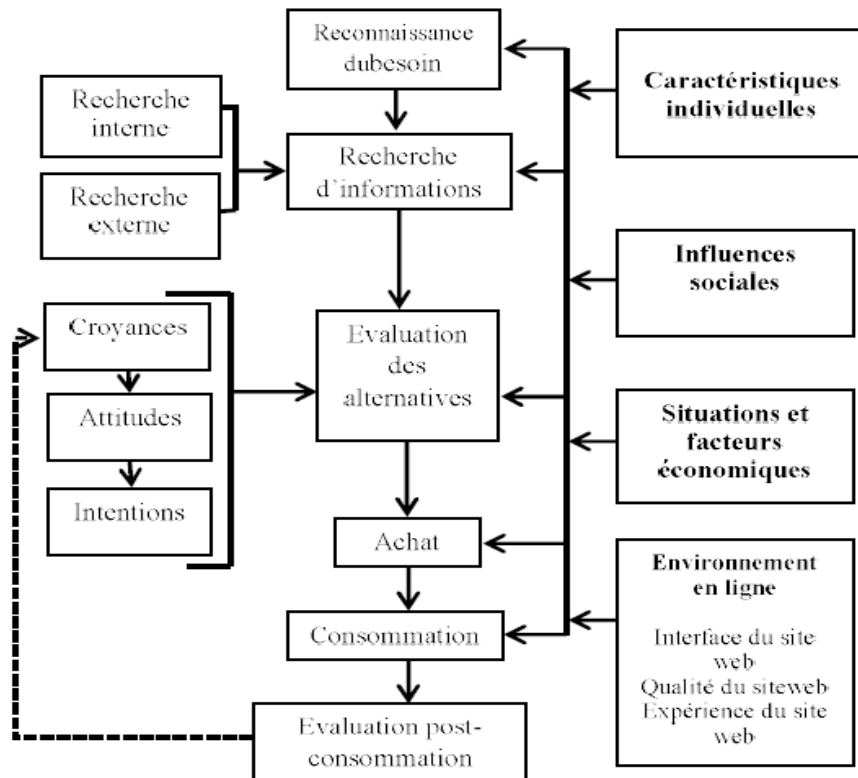 Reconnaissance
dubesoin
Recherche
interne
Recherche
externe
Recherche
d'informations
Croyances
Attitudes
Intentions
Evaluation
des
alternatives
Achat
Consommation
Evaluation post-
consommation
Caractéristiques
individuelles
Influences
sociales
Situations et
facteurs
économiques
Environnement
en ligne
Interface du site
web
Qualité du siteweb
Expérience du site
web